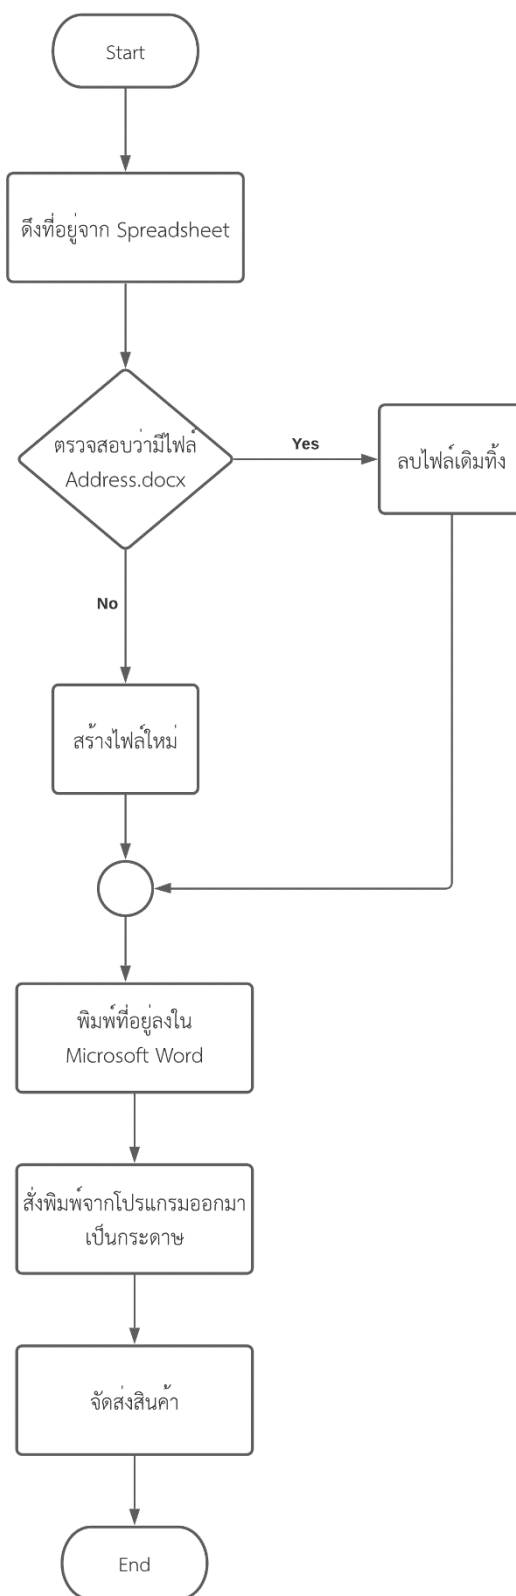 Start
ดึงที่อยู่จาก Spreadsheet
ตรวจสอบว่ามีไฟล์
Address.docx
Yes
ลบไฟล์เดิมทิ้ง
No
สร้างไฟล์ใหม่
พิมพ์ที่อยู่ลงใน
Microsoft Word
สั่งพิมพ์จากโปรแกรมออกมา
เป็นกระดาษ
จัดส่งสินค้า
End